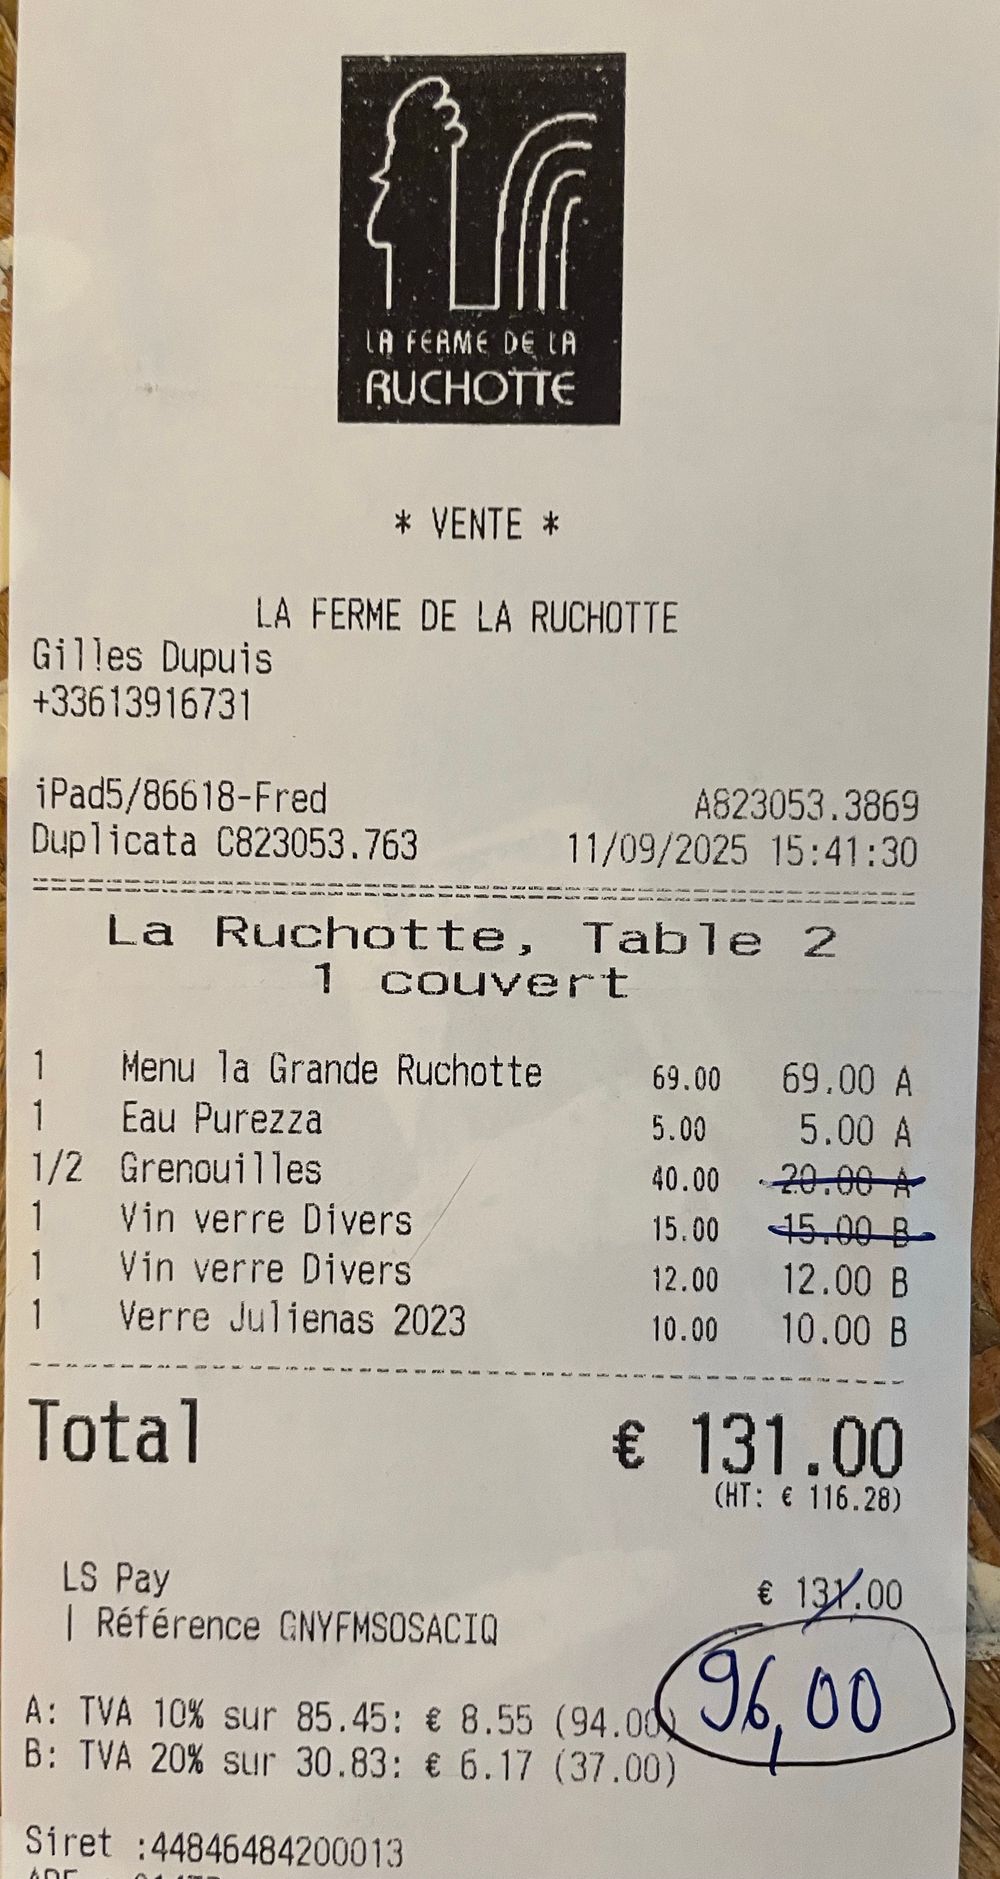 LA FERME DE LA
RUCHOTTE
* VENTE *
LA FERME DE LA RUCHOTTE
Gilles Dupuis
+33613916731
iPad5/86618-Fred A823053.3869
Duplicata C823053.763 11/09/2025 15:41:30
La Ruchotte, Table 2
1 couvert
1 Menu la Grande Ruchotte 69.00 69.00 A
1 Eau Purezza 5.00 5.00 A
1/2 Grenouilles 40.00 20.00 A
1 Vin verre Divers 15.00 15.00 B
1 Vin verre Divers 12.00 12.00 B
1 Verre Julienas 2023 10.00 10.00 B
Total € 131.00
(HT: € 116.28)
LS Pay € 131.00
| Référence GNYFMSOSACIQ
96,00
A: TVA 10% sur 85.45: € 8.55 (94.00)
B: TVA 20% sur 30.83: € 6.17 (37.00)
Siret :44846484200013